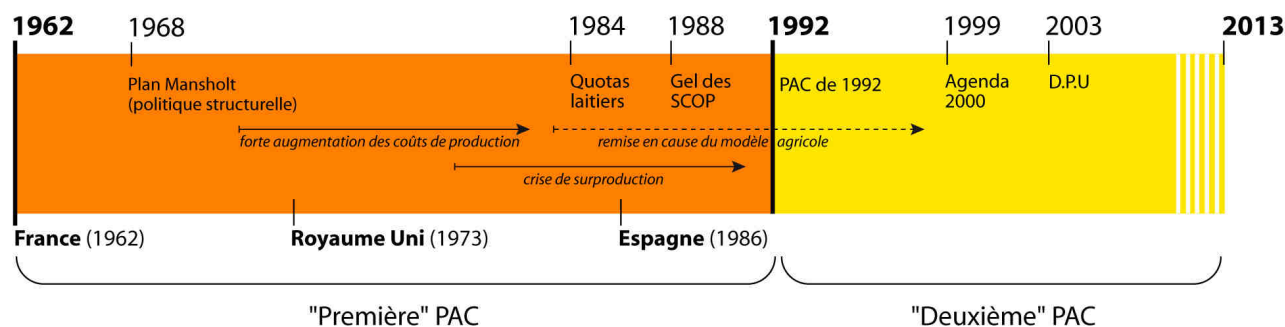 1962 1968 1984 1988 1992 1999 2003 2013
Plan Mansholt
(politique structurelle)
Quotas
laitiers
Gel des
SCOP
PAC de 1992
Agenda
2000
D.P.U
forte augmentation des coûts de production
remise en cause du modèle agricole
crise de surproduction
France (1962)
Royaume Uni (1973)
Espagne (1986)
"Première" PAC
"Deuxième" PAC